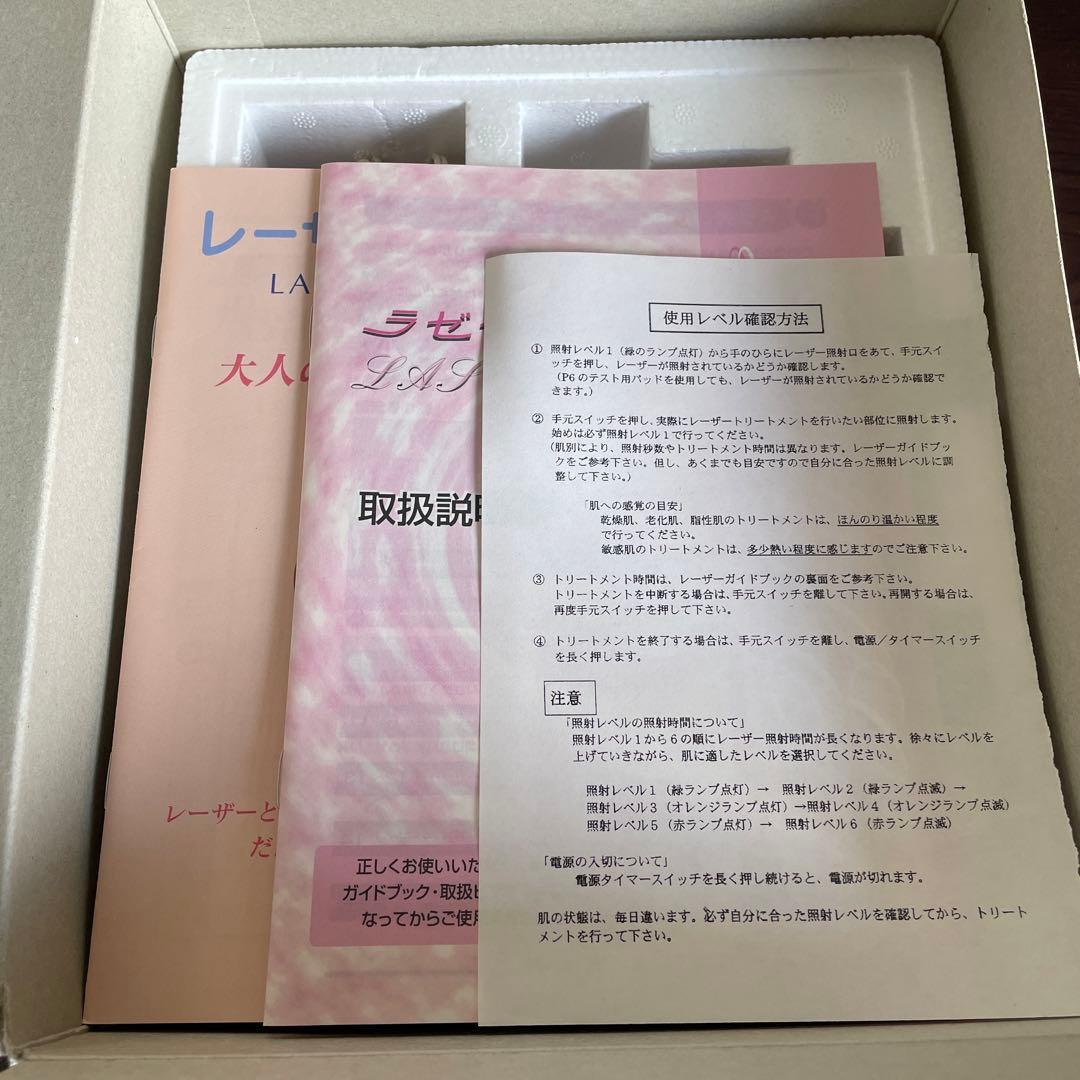 レーザ
LA
大人の
レーザーと
だ
ラゼ
LAS
取扱説明
正しくお使いいた
ガイドブック・取扱
なってからご使用
使用レベル確認方法
① 照射レベル1（緑のランプ点灯）から手のひらにレーザー照射口をあて、手元スイ
ッチを押し、レーザーが照射されているかどうか確認します。
（P6のテスト用パッドを使用しても、レーザーが照射されているかどうか確認で
きます。）
② 手元スイッチを押し、実際にレーザートリートメントを行いたい部位に照射します。
始めは必ず照射レベル1で行ってください。
（肌別により、照射秒数やトリートメント時間は異なります。レーザーガイドブッ
クをご参考下さい。但し、あくまでも目安ですので自分に合った照射レベルに調
整して下さい。）
「肌への感覚の目安」
乾燥肌、老化肌、脂性肌のトリートメントは、ほんのり温かい程度
で行ってください。
敏感肌のトリートメントは、多少熱い程度に感じますのでご注意下さい。
③ トリートメント時間は、レーザーガイドブックの裏面をご参考下さい。
トリートメントを中断する場合は、手元スイッチを離して下さい。再開する場合は、
再度手元スイッチを押して下さい。
④ トリートメントを終了する場合は、手元スイッチを離し、電源／タイマースイッチ
を長く押します。
注意
「照射レベルの照射時間について」
照射レベル1から6の順にレーザー照射時間が長くなります。徐々にレベルを
上げていきながら、肌に適したレベルを選択してください。
照射レベル1（緑ランプ点灯）→ 照射レベル2（緑ランプ点滅）→
照射レベル3（オレンジランプ点灯）→照射レベル4（オレンジランプ点滅）
照射レベル5（赤ランプ点灯）→ 照射レベル6（赤ランプ点滅）
「電源の入切について」
電源タイマースイッチを長く押し続けると、電源が切れます。
肌の状態は、毎日違います。必ず自分に合った照射レベルを確認してから、トリート
メントを行って下さい。